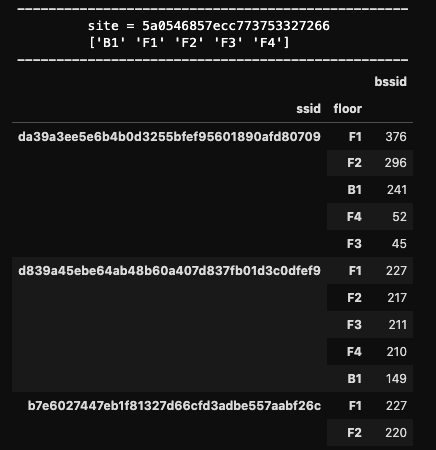 site = 5a0546857ecc773753327266
['B1' 'F1' 'F2' 'F3' 'F4']
bssid
ssid floor
da39a3ee5e6b4b0d3255bfef95601890afd80709 F1 376
F2 296
B1 241
F4 52
F3 45
d839a45ebe64ab48b60a407d837fb01d3c0dfef9 F1 227
F2 217
F3 211
F4 210
B1 149
b7e6027447eb1f81327d66cfd3adbe557aabf26c F1 227
F2 220